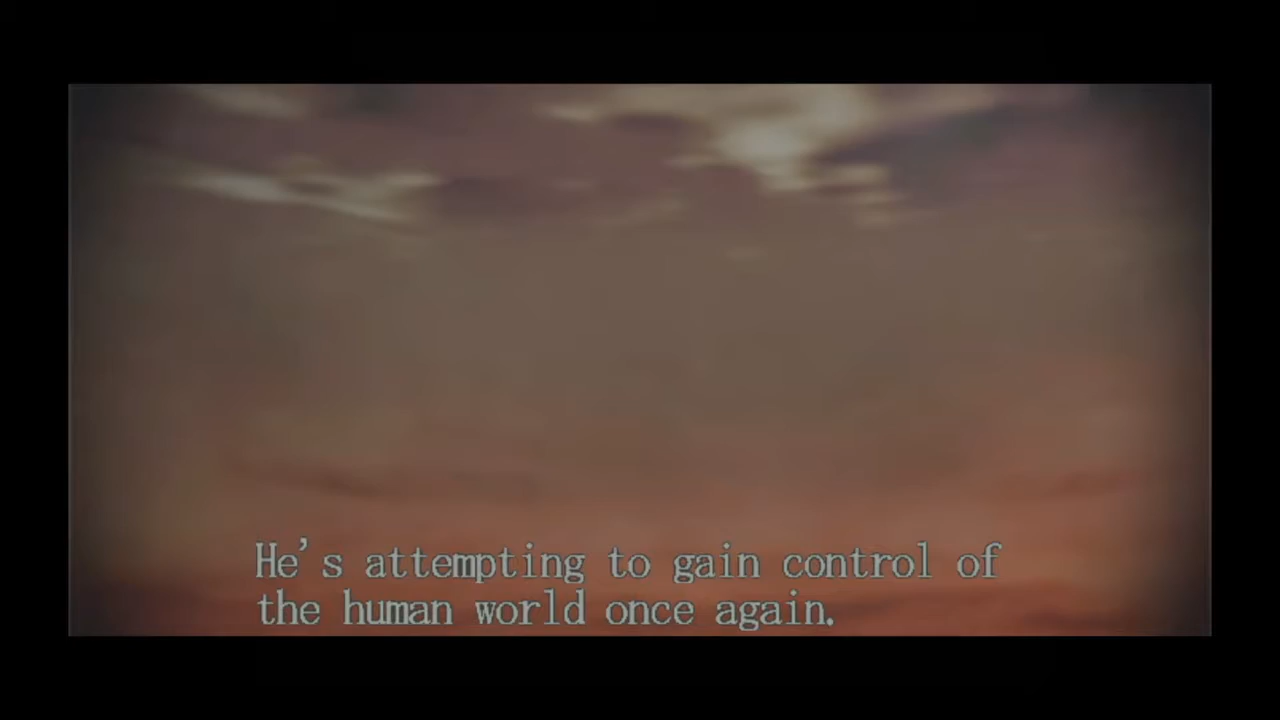 He's attempting to gain control of
the human world once again.